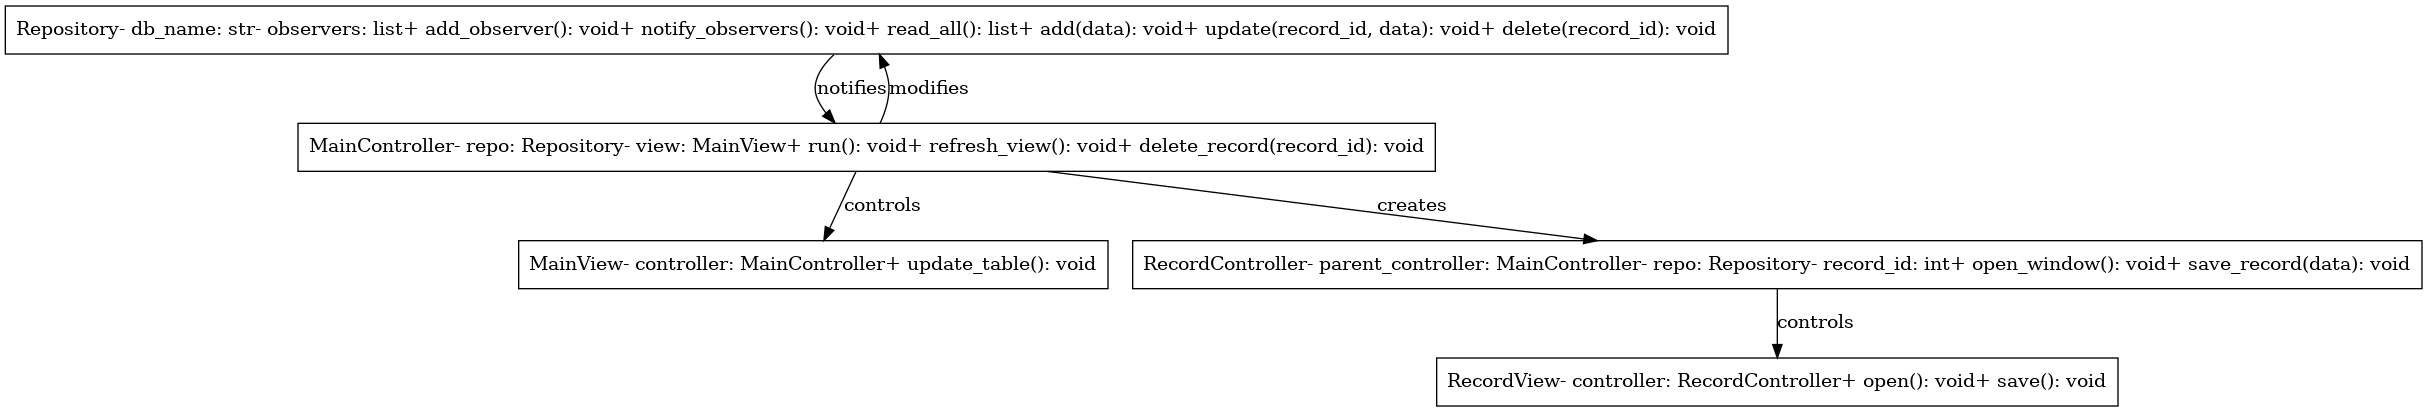 Repository- db_name: str- observers: list+ add_observer(): void+ notify_observers(): void+ read_all(): list+ add(data): void+ update(record_id, data): void+ delete(record_id): void
notifies
modifies
MainController- repo: Repository- view: MainView+ run(): void+ refresh_view(): void+ delete_record(record_id): void
controls
creates
MainView- controller: MainController+ update_table(): void
RecordController- parent_controller: MainController- repo: Repository- record_id: int+ open_window(): void+ save_record(data): void
controls
RecordView- controller: RecordController+ open(): void+ save(): void